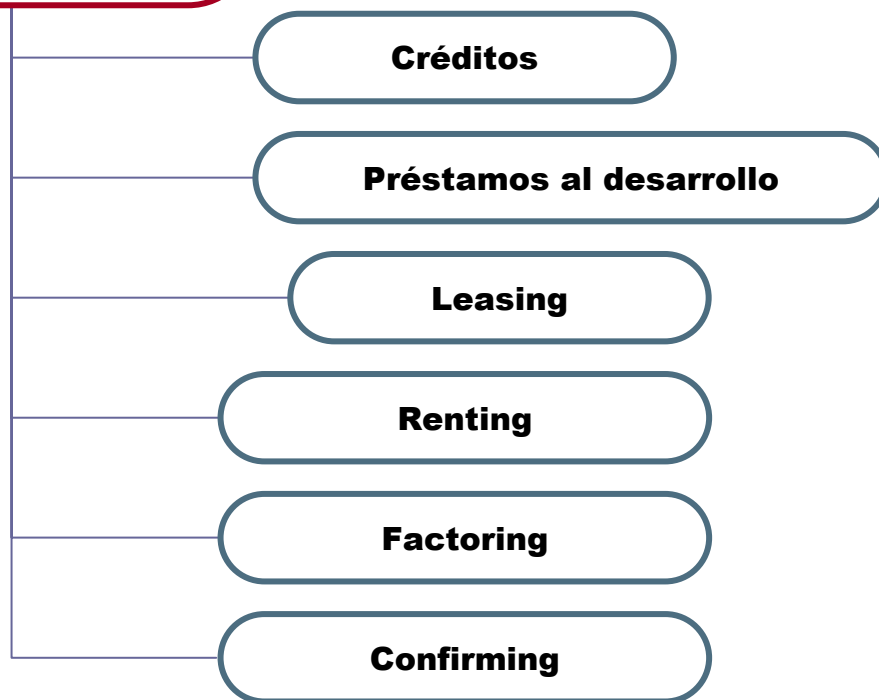 Créditos
Préstamos al desarrollo
Leasing
Renting
Factoring
Confirming